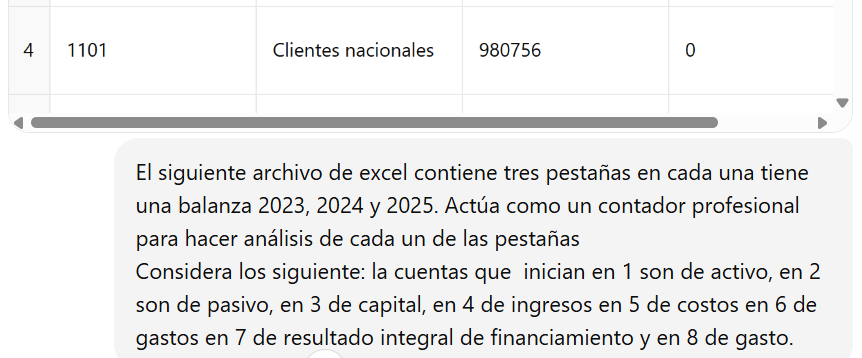 4 1101 Clientes nacionales 980756 0
El siguiente archivo de excel contiene tres pestañas en cada una tiene
una balanza 2023, 2024 y 2025. Actúa como un contador profesional
para hacer análisis de cada un de las pestañas
Considera los siguiente: la cuentas que  inician en 1 son de activo, en 2
son de pasivo, en 3 de capital, en 4 de ingresos en 5 de costos en 6 de
gastos en 7 de resultado integral de financiamiento y en 8 de gasto.